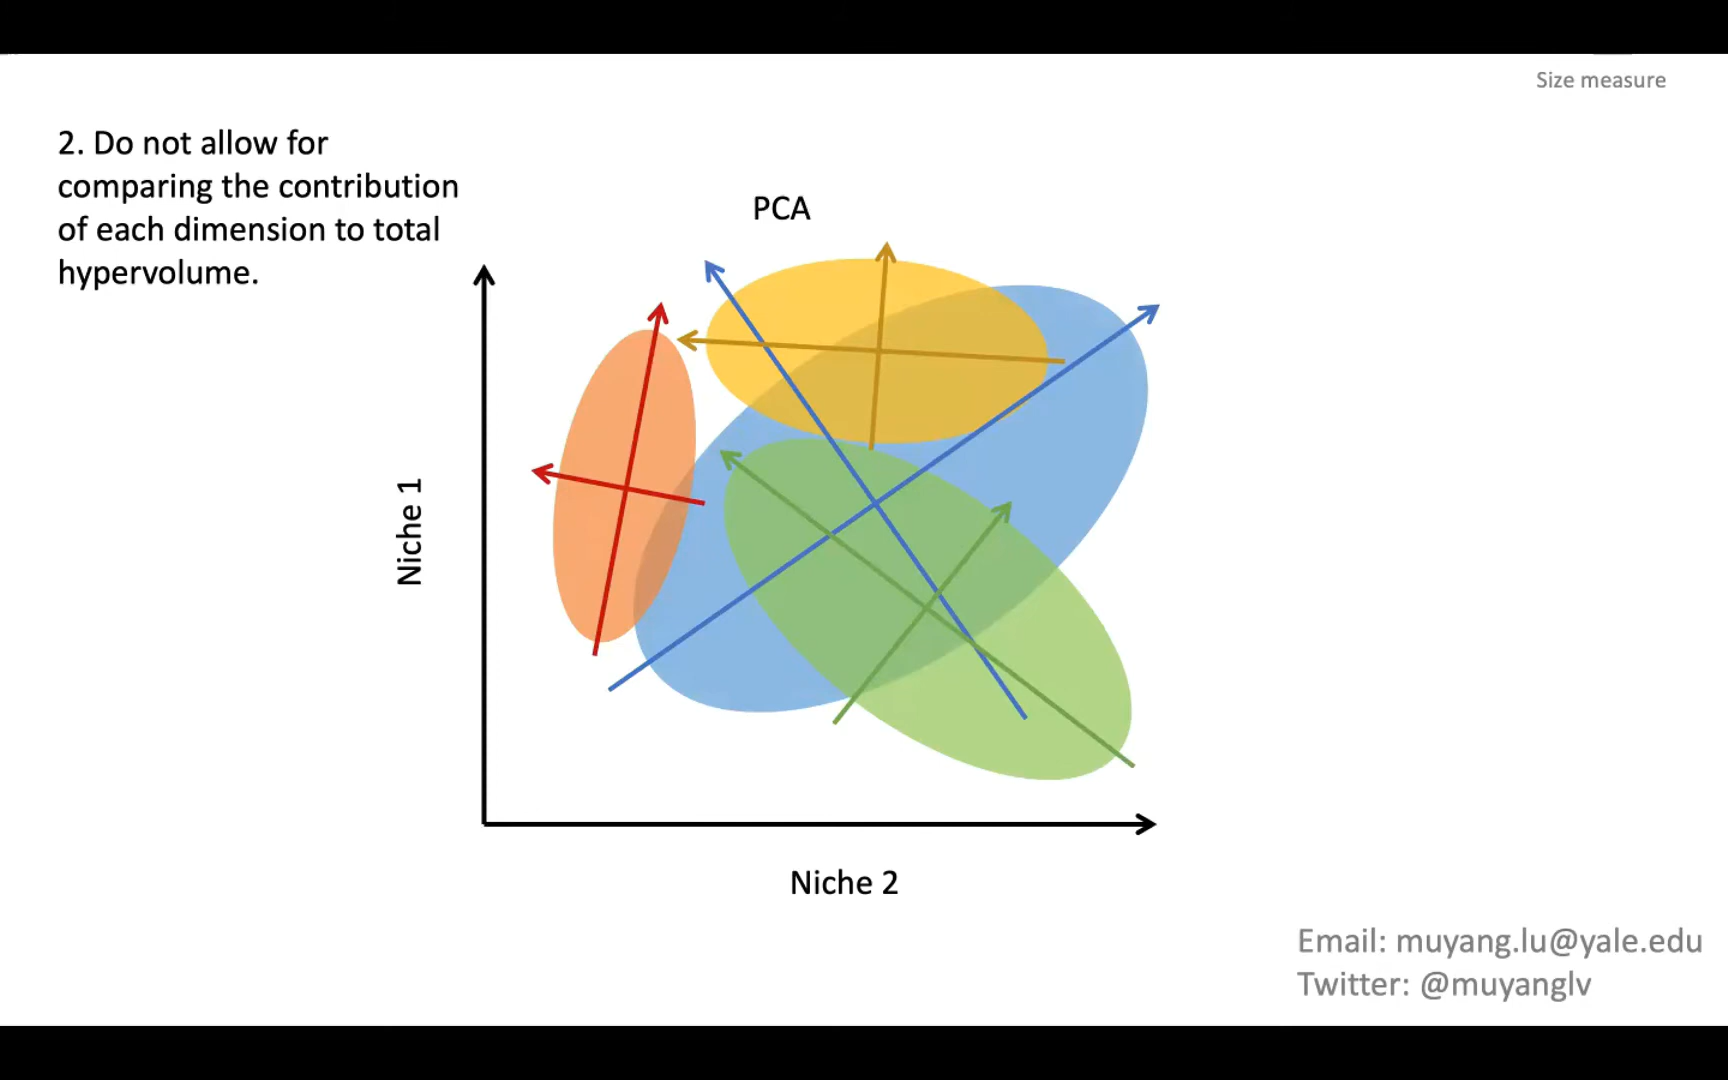 Size measure
2. Do not allow for
comparing the contribution
of each dimension to total
hypervolume.
PCA
Niche 1
Niche 2
Email: muyang.lu@yale.edu
Twitter: @muyanglv